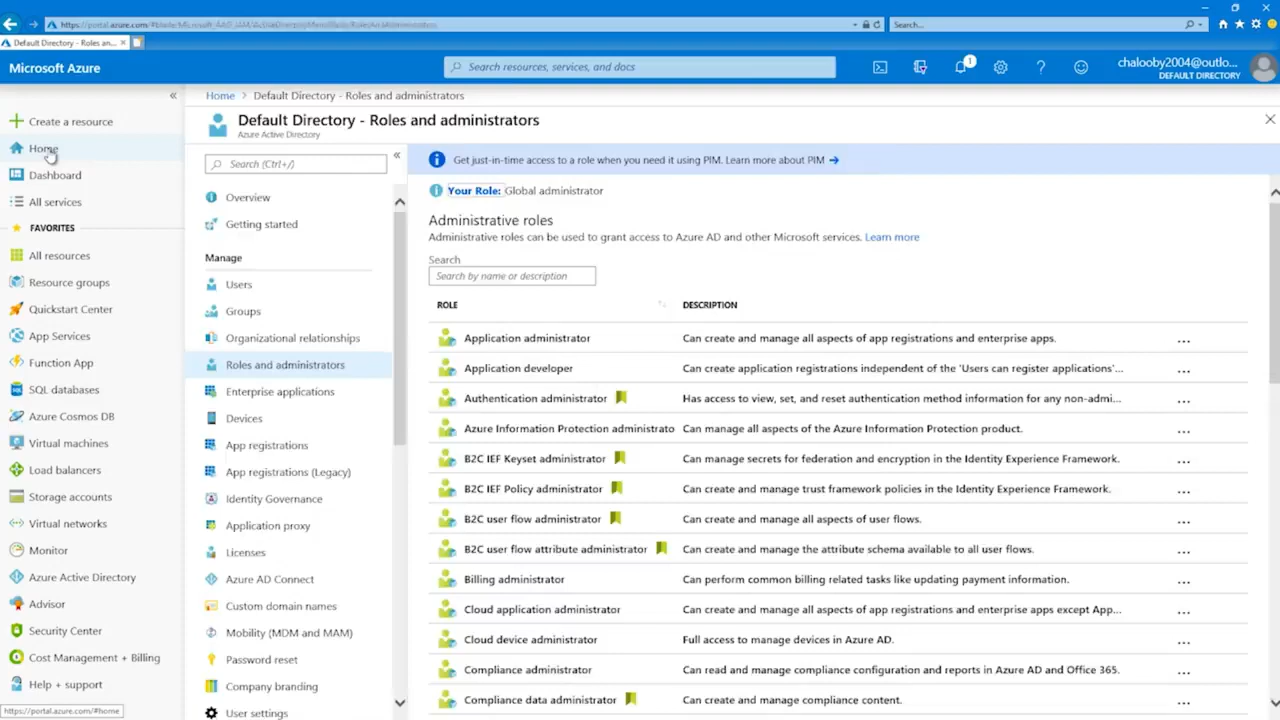 https://portal.azure.com/#blade/Microsoft_AAD_IAM/ActiveDirectoryMenuBlade/RolesAndAdministrators
Search...
Default Directory - Roles an...
Microsoft Azure
Search resources, services, and docs
1
chalooby2004@outlo...
DEFAULT DIRECTORY
Create a resource
Home
Dashboard
All services
FAVORITES
All resources
Resource groups
Quickstart Center
App Services
Function App
SQL databases
Azure Cosmos DB
Virtual machines
Load balancers
Storage accounts
Virtual networks
Monitor
Azure Active Directory
Advisor
Security Center
Cost Management + Billing
Help + support
https://portal.azure.com/#home
Home > Default Directory - Roles and administrators
Default Directory - Roles and administrators
Azure Active Directory
Search (Ctrl+/)
Overview
Getting started
Manage
Users
Groups
Organizational relationships
Roles and administrators
Enterprise applications
Devices
App registrations
App registrations (Legacy)
Identity Governance
Application proxy
Licenses
Azure AD Connect
Custom domain names
Mobility (MDM and MAM)
Password reset
Company branding
User settings
Get just-in-time access to a role when you need it using PIM. Learn more about PIM →
Your Role: Global administrator
Administrative roles
Administrative roles can be used to grant access to Azure AD and other Microsoft services. Learn more
Search
Search by name or description
ROLE DESCRIPTION
Application administrator Can create and manage all aspects of app registrations and enterprise apps. ...
Application developer Can create application registrations independent of the 'Users can register applications'... ...
Authentication administrator Has access to view, set, and reset authentication method information for any non-admi... ...
Azure Information Protection administrato Can manage all aspects of the Azure Information Protection product. ...
B2C IEF Keyset administrator Can manage secrets for federation and encryption in the Identity Experience Framework. ...
B2C IEF Policy administrator Can create and manage trust framework policies in the Identity Experience Framework. ...
B2C user flow administrator Can create and manage all aspects of user flows. ...
B2C user flow attribute administrator Can create and manage the attribute schema available to all user flows. ...
Billing administrator Can perform common billing related tasks like updating payment information. ...
Cloud application administrator Can create and manage all aspects of app registrations and enterprise apps except App... ...
Cloud device administrator Full access to manage devices in Azure AD. ...
Compliance administrator Can read and manage compliance configuration and reports in Azure AD and Office 365. ...
Compliance data administrator Can create and manage compliance content. ...